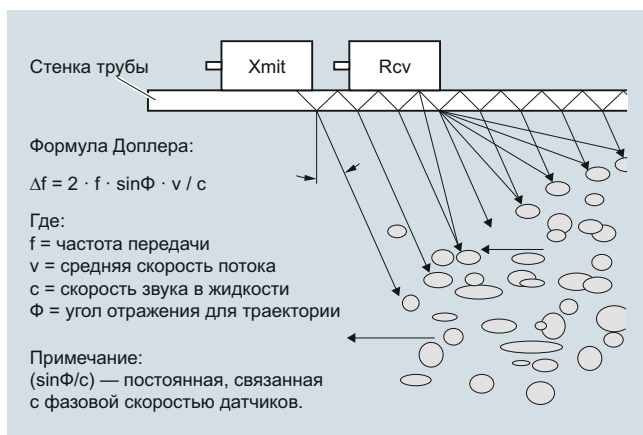 Xmit
Rcv
Стенка трубы
Формула Доплера:
Δf = 2 · f · sinΦ · v / c
Где:
f = частота передачи
v = средняя скорость потока
c = скорость звука в жидкости
Φ = угол отражения для траектории
Примечание:
(sinΦ/c) — постоянная, связанная
с фазовой скоростью датчиков.